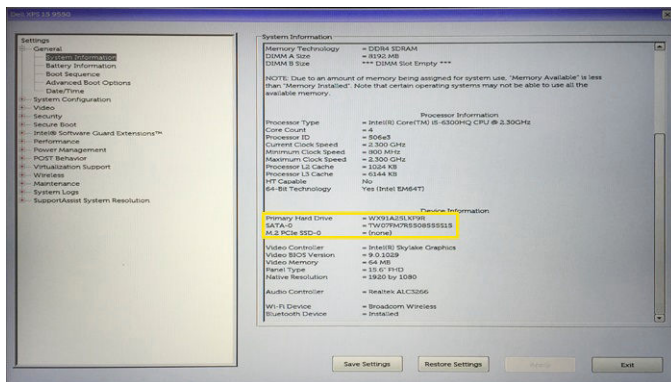 Dell XPS 15 9550
Settings
General
System Information
Battery Information
Boot Sequence
Advanced Boot Options
Date/Time
System Configuration
Video
Security
Secure Boot
Intel® Software Guard Extensions™
Performance
Power Management
POST Behavior
Virtualization Support
Wireless
Maintenance
System Logs
SupportAssist System Resolution
System Information
Memory Technology = DDR4 SDRAM
DIMM A Size = 8192 MB
DIMM B Size *** DIMM Slot Empty ***
NOTE: Due to an amount of memory being assigned for system use, "Memory Available" is less
than "Memory Installed". Note that certain operating systems may not be able to use all the
available memory.
Processor Information
Processor Type = Intel(R) Core(TM) i5-6300HQ CPU @ 2.30GHz
Core Count = 4
Processor ID = 506e3
Current Clock Speed = 2.300 GHz
Minimum Clock Speed = 800 MHz
Maximum Clock Speed = 2.300 GHz
Processor L2 Cache = 1024 KB
Processor L3 Cache = 6144 KB
HT Capable No
64-Bit Technology Yes (Intel EM64T)
Device Information
Primary Hard Drive
SATA-0
M.2 PCIe SSD-0 = (none)
Video Controller = Intel(R) Skylake Graphics
Video BIOS Version = 9.0.1029
Video Memory = 64 MB
Panel Type = 15.6" FHD
Native Resolution = 1920 by 1080
Audio Controller = Realtek ALC3266
Wi-Fi Device = Broadcom Wireless
Bluetooth Device = Installed
Save Settings
Restore Settings
Exit